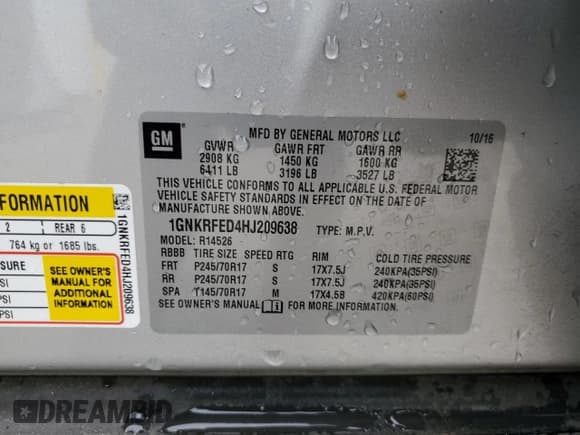 GM
MFD BY GENERAL MOTORS LLC
10/16
GVWR GAWR FRT GAWR RR
2908 KG 1450 KG 1600 KG
6411 LB 3196 LB 3527 LB
THIS VEHICLE CONFORMS TO ALL APPLICABLE U.S. FEDERAL MOTOR
VEHICLE SAFETY STANDARDS IN EFFECT ON THE DATE OF
MANUFACTURE SHOWN ABOVE.
1GNKRFED4HJ209638 TYPE: M.P.V.
MODEL: R14526
RBBB TIRE SIZE SPEED RTG RIM COLD TIRE PRESSURE
FRT P245/70R17 S 17X7.5J 240KPA(35PSI)
RR P245/70R17 S 17X7.5J 240KPA(35PSI)
SPA T145/70R17 M 17X4.5B 420KPA(60PSI)
SEE OWNER'S MANUAL FOR MORE INFORMATION.
FORMATION
2 REAR 6
764 kg or 1685 lbs.
SSURE
PSI
PSI
PSI
SEE OWNER'S
MANUAL FOR
ADDITIONAL
INFORMATION
1GNKRFED4HJ209638
DREAMBID